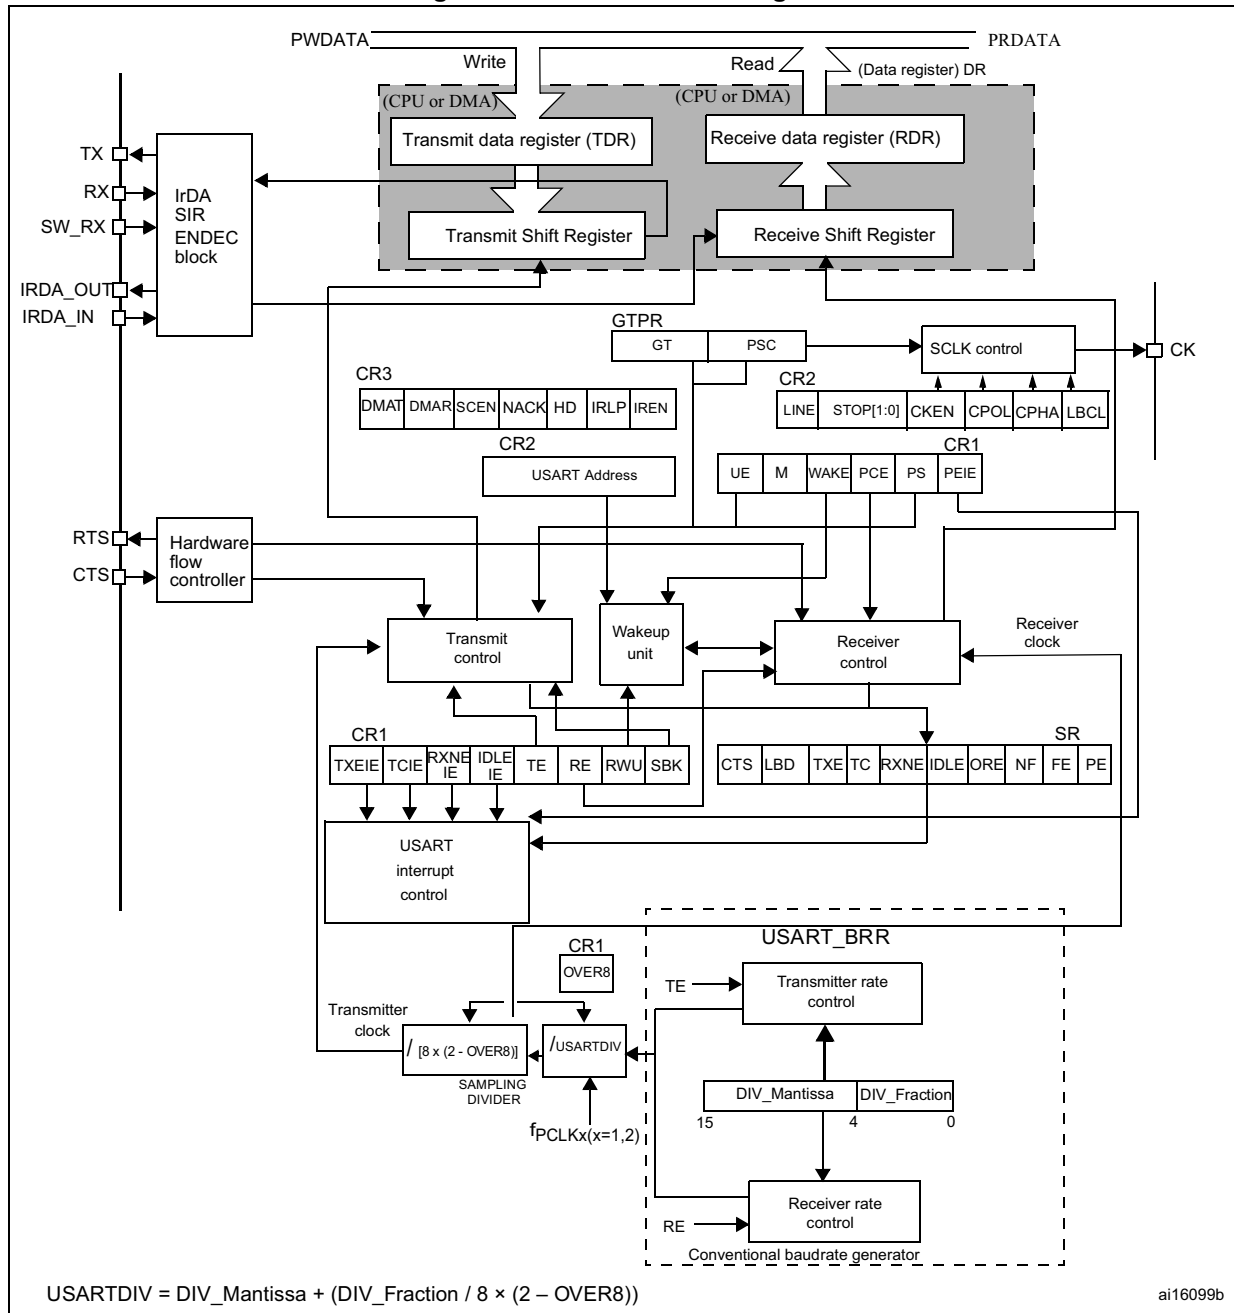 PWDATA
PRDATA
Write
Read
(Data register) DR
(CPU or DMA)
(CPU or DMA)
Transmit data register (TDR)
Receive data register (RDR)
TX
RX
SW_RX
IRDA_OUT
IRDA_IN
IrDA
SIR
ENDEC
block
Transmit Shift Register
Receive Shift Register
GTPR
GT
PSC
SCLK control
CK
CR3
DMAT DMAR SCEN NACK HD IRLP IREN
CR2
LINE STOP[1:0] CKEN CPOL CPHA LBCL
CR2
USART Address
CR1
UE M WAKE PCE PS PEIE
RTS
CTS
Hardware
flow
controller
Transmit
control
Wakeup
unit
Receiver
control
Receiver
clock
CR1
TXEIE TCIE RXNE IE IDLE IE TE RE RWU SBK
SR
CTS LBD TXE TC RXNE IDLE ORE NF FE PE
USART
interrupt
control
USART_BRR
CR1
OVER8
TE
Transmitter rate
control
Transmitter
clock
/ [8 x (2 - OVER8)]
/USARTDIV
SAMPLING
DIVIDER
fPCLKx(x=1,2)
DIV_Mantissa DIV_Fraction
15 4 0
RE
Receiver rate
control
Conventional baudrate generator
USARTDIV = DIV_Mantissa + (DIV_Fraction / 8 × (2 – OVER8))
ai16099b